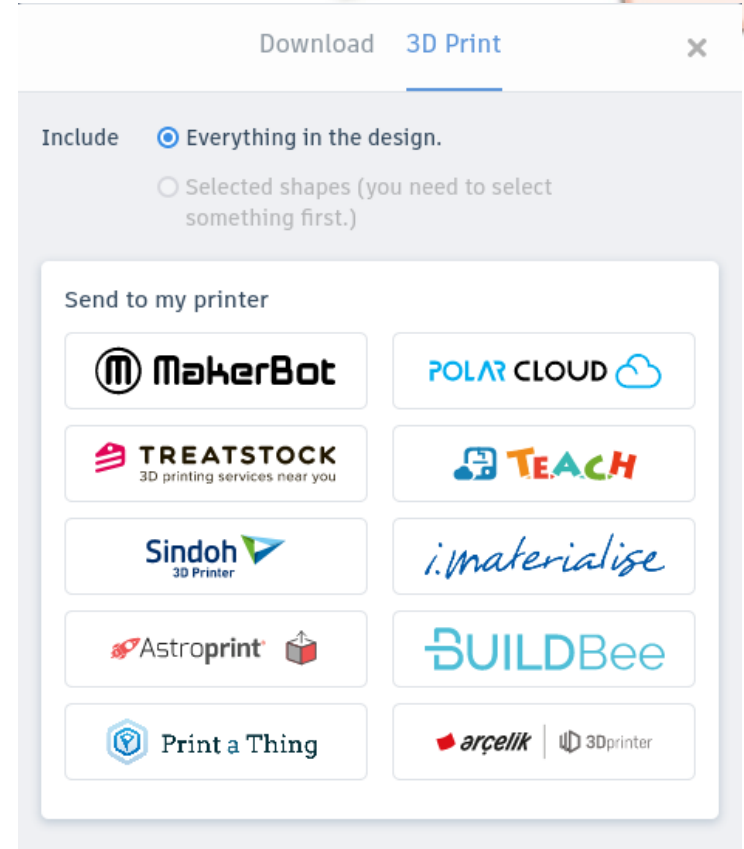 Download 3D Print ×
Include Everything in the design.
Selected shapes (you need to select
something first.)
Send to my printer
MakerBot
POLAR CLOUD
TREATSTOCK
3D printing services near you
T.E.A.C.H
Sindoh
3D Printer
i.materialise
Astroprint
BUILDBee
Print a Thing
arçelik 3Dprinter